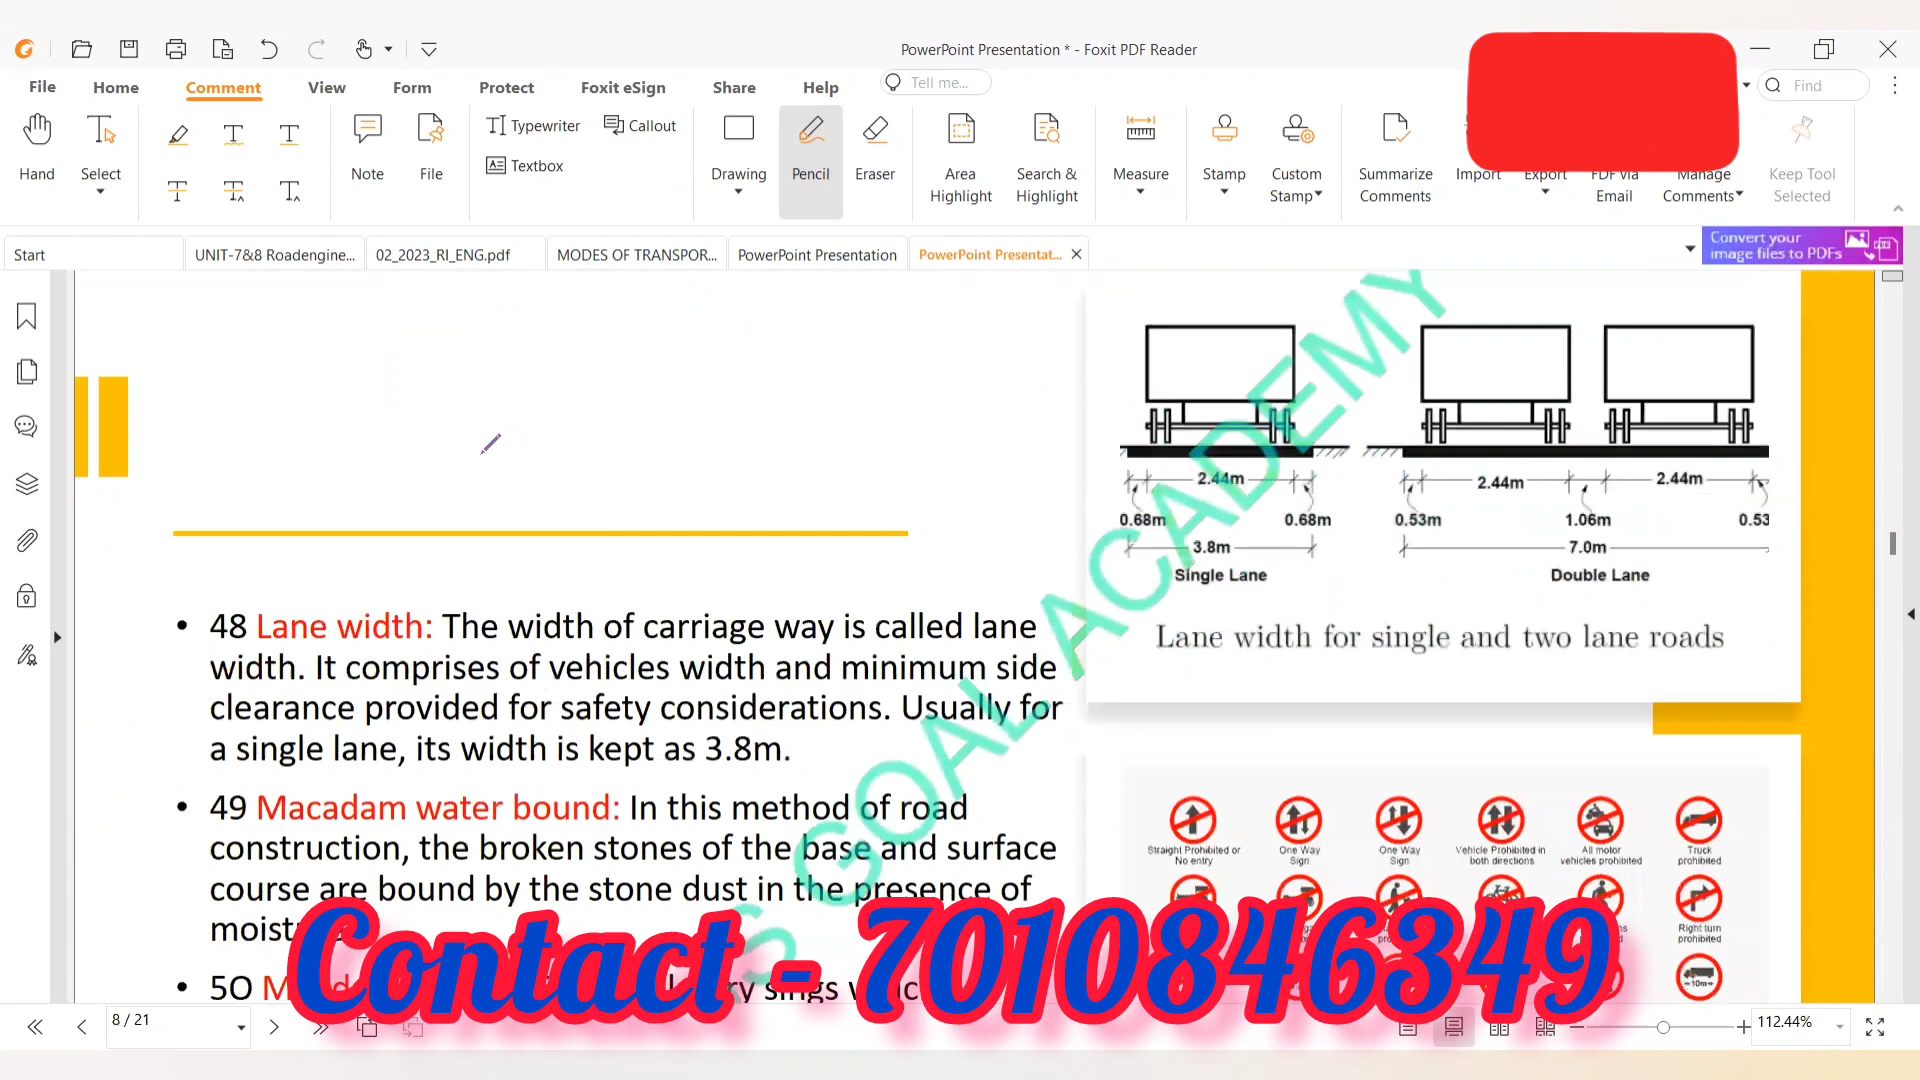 PowerPoint Presentation * - Foxit PDF Reader
File Home Comment View Form Protect Foxit eSign Share Help Tell me... Find
Hand Select Note File Typewriter Callout Textbox Drawing Pencil Eraser Area Highlight Search & Highlight Measure Stamp Custom Stamp Summarize Comments Import Export PDF via Email Manage Comments Keep Tool Selected
Start UNIT-7&8 Roadengine... 02_2023_RI_ENG.pdf MODES OF TRANSPOR... PowerPoint Presentation PowerPoint Presentat...
Convert your
image files to PDFs
2.44m 2.44m 2.44m
0.68m 0.68m 0.53m 1.06m 0.53
3.8m 7.0m
Single Lane Double Lane
Lane width for single and two lane roads
• 48 Lane width: The width of carriage way is called lane
width. It comprises of vehicles width and minimum side
clearance provided for safety considerations. Usually for
a single lane, its width is kept as 3.8m.
• 49 Macadam water bound: In this method of road
construction, the broken stones of the base and surface
course are bound by the stone dust in the presence of
• 50
S GOAL ACADEMY
Straight Prohibited or
No entry
One Way
Sign
One Way
Sign
Vehicle Prohibited in
both directions
All motor
vehicles prohibited
Truck
prohibited
Right turn
prohibited
10m
Contact - 7010846349
8 / 21
112.44%